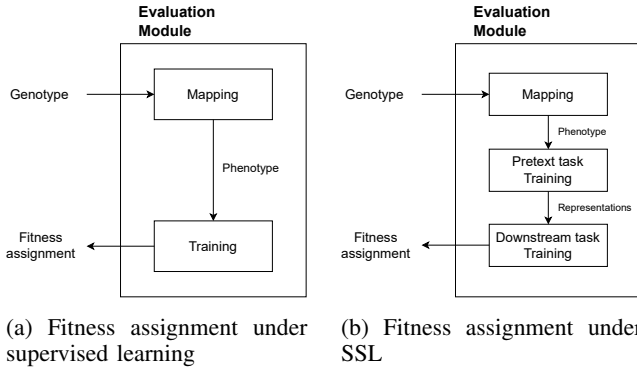 Evaluation
Module
Genotype
Mapping
Phenotype
Training
Fitness
assignment
(a) Fitness assignment under
supervised learning
Evaluation
Module
Genotype
Mapping
Phenotype
Pretext task
Training
Representations
Downstream task
Training
Fitness
assignment
(b) Fitness assignment under
SSL